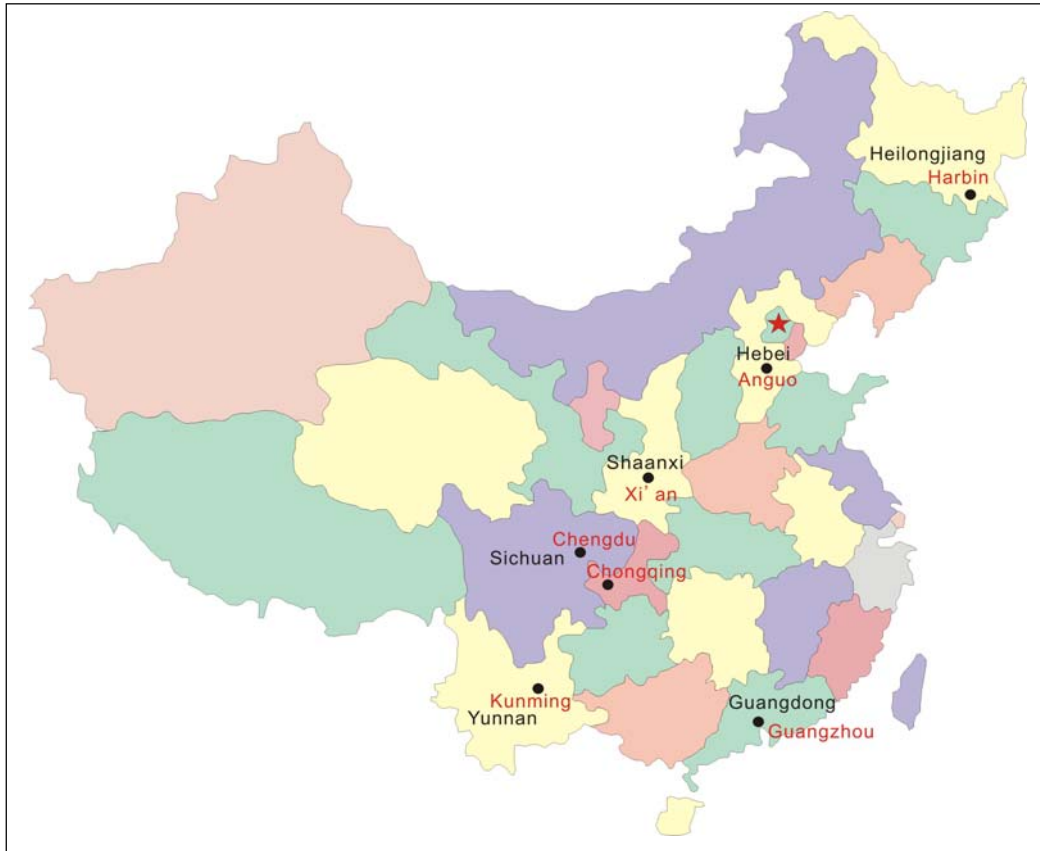 Heilongjiang
Harbin
Hebei
Anguo
Shaanxi
Xi' an
Chengdu
Sichuan
Chongqing
Kunming
Yunnan
Guangdong
Guangzhou